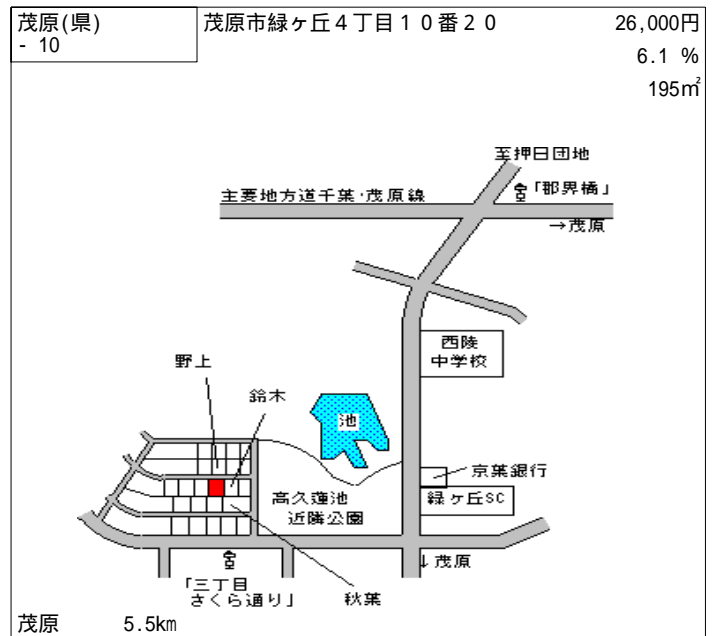 茂原(県)
- 10
茂原市緑ヶ丘4丁目10番20
26,000円
6.1 %
195㎡
至押日団地
主要地方道千葉・茂原線
「郡界橋」
→茂原
西陵
中学校
野上
鈴木
池
京葉銀行
緑ヶ丘SC
高久蓮池
近隣公園
↓茂原
「三丁目
さくら通り」
秋葉
茂原 5.5km